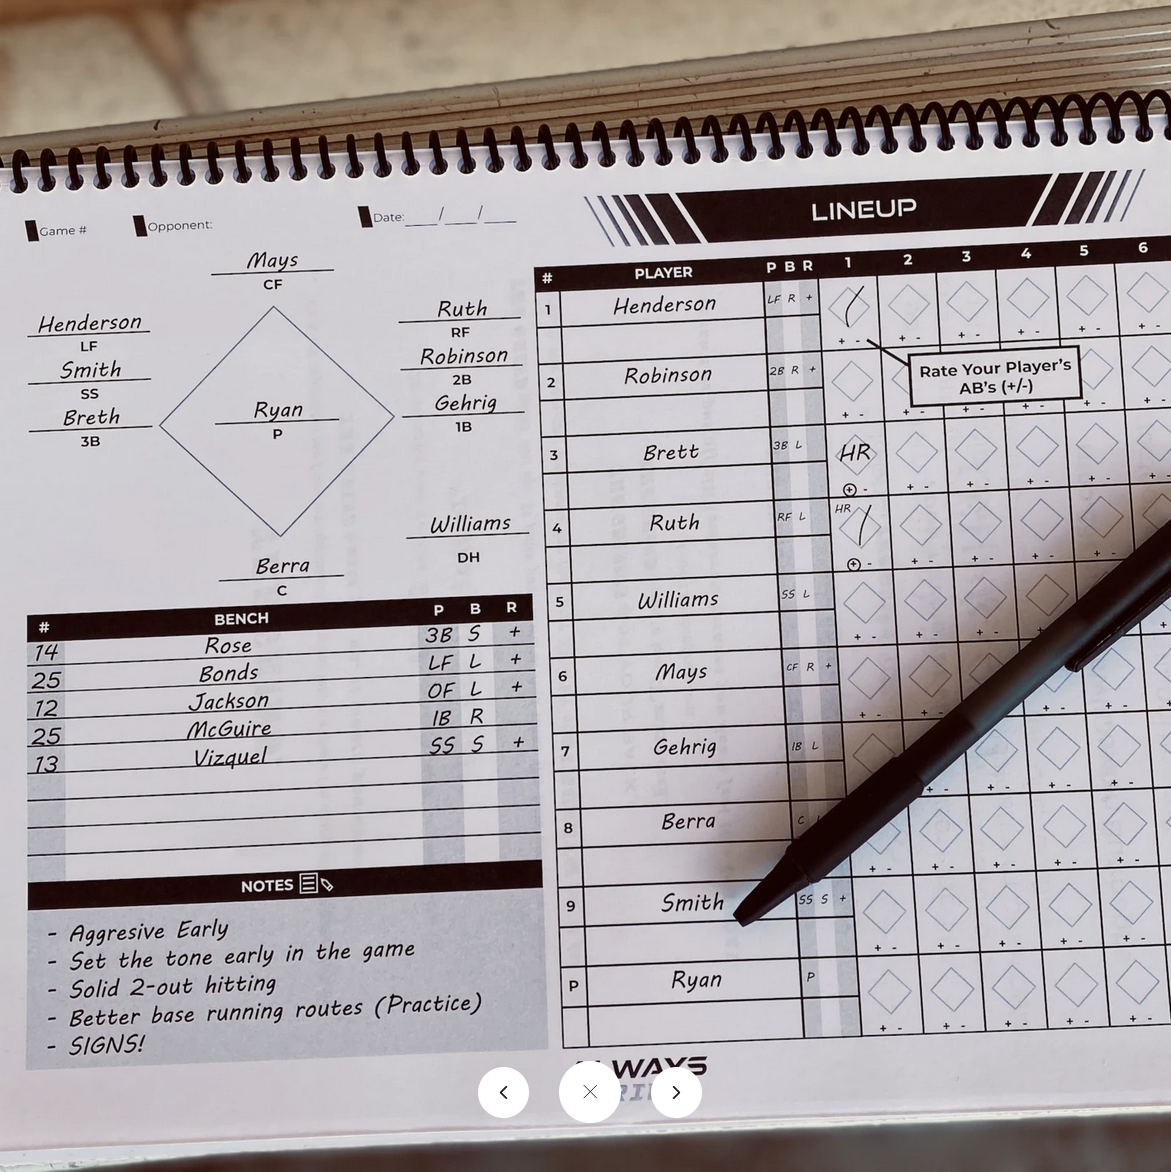 Game #
Opponent:
Date:___/___/___
Mays
CF
Henderson
LF
Smith
SS
Breth
3B
Ryan
P
Ruth
RF
Robinson
2B
Gehrig
1B
Williams
DH
Berra
C
# BENCH P B R
14 Rose 3B S +
25 Bonds LF L +
12 Jackson OF L +
25 McGuire 1B R
13 Vizquel SS S +
NOTES
- Aggresive Early
- Set the tone early in the game
- Solid 2-out hitting
- Better base running routes (Practice)
- SIGNS!
LINEUP
# PLAYER P B R 1 2 3 4 5 6
1 Henderson LF R +
+ - + - + - + - + -
Rate Your Player's
AB's (+/-)
2 Robinson 2B R +
+ - + - + - + - + -
3 Brett 3B L HR
+ - + - + - + - + - + -
4 Ruth RF L HR
+ - + - + - + - + -
5 Williams SS L
+ - + - + - + -
6 Mays CF R +
+ - + - + - + -
7 Gehrig 1B L
+ - + - + - + -
8 Berra C
+ - + - + - + -
9 Smith SS S +
+ - + - + - + - + -
P Ryan P
+ - + - + - + - + -
WAYS